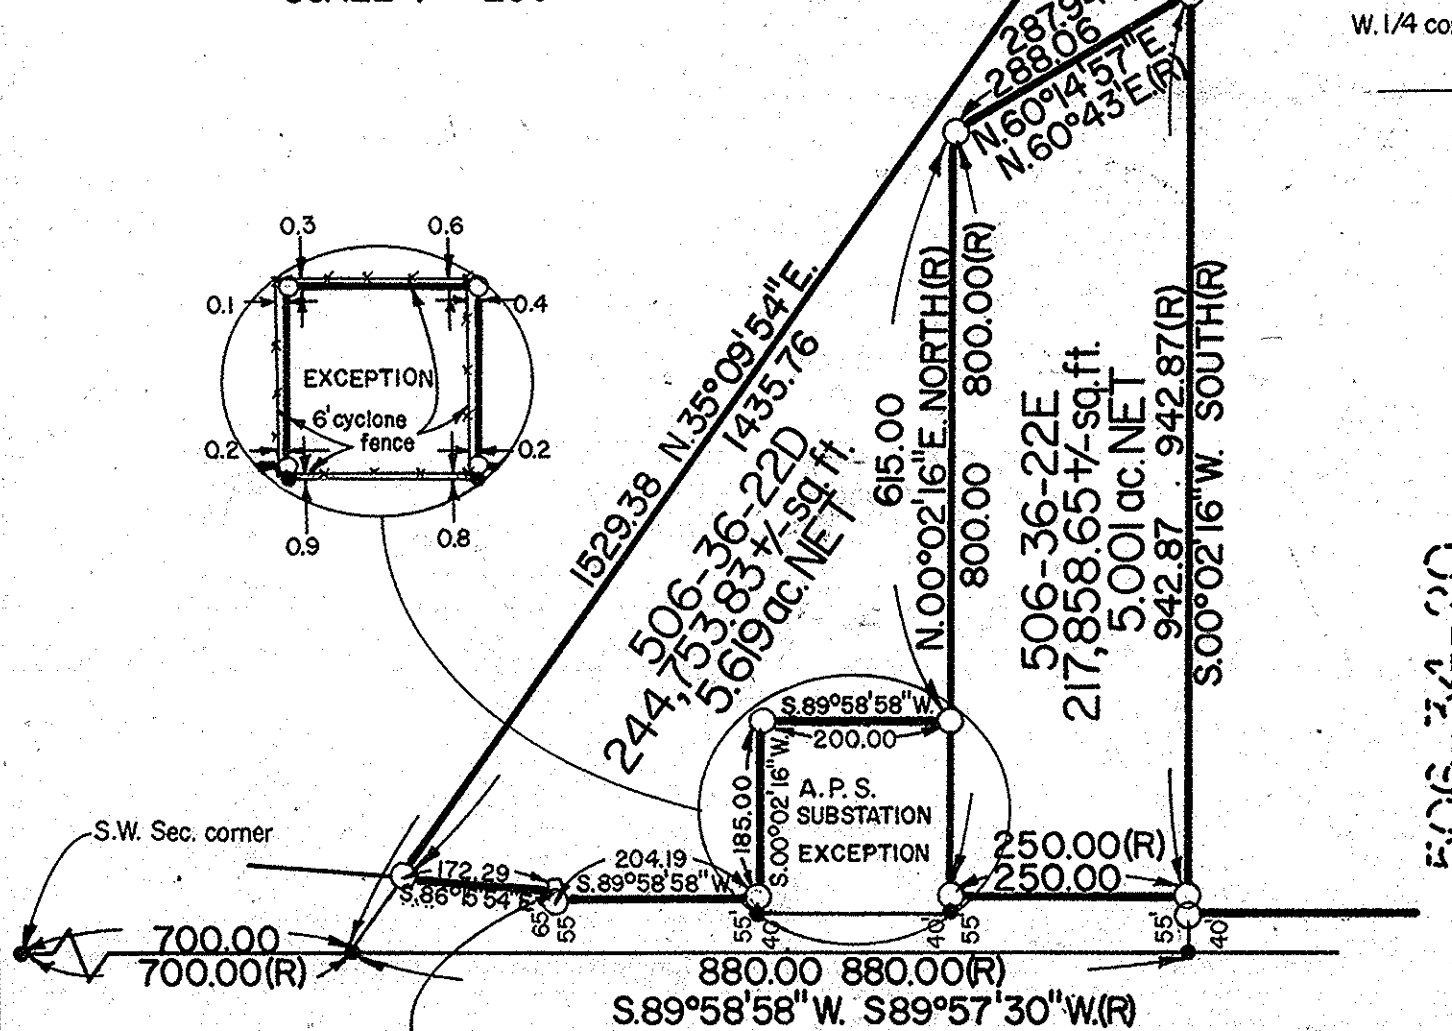 W. 1/4 co
288.06
N.60°14'57"E.
N.60°43'E.(R)
0.3
0.6
0.1
0.4
EXCEPTION
6' cyclone
fence
0.2
0.2
0.9
0.8
1529.38 N.35°09'54"E.
1435.76
506-36-22D
244,753.83+/-sq.ft.
5.619 ac. NET
615.00
N.00°02'16"E. NORTH(R)
800.00 800.00(R)
506-36-22E
217,858.65+/-sq.ft.
5.001 ac. NET
942.87 942.87(R)
S.00°02'16"W. SOUTH(R)
S.89°58'58"W.
200.00
185.00
S.00°02'16"W.
A.P.S.
SUBSTATION
EXCEPTION
S.W. Sec. corner
172.29
S.86°15'54"E.
204.19
S.89°58'58"W.
250.00(R)
250.00
65'
55'
55'
40'
40'
55'
55'
40'
700.00
700.00(R)
880.00 880.00(R)
S.89°58'58"W. S89°57'30"W.(R)